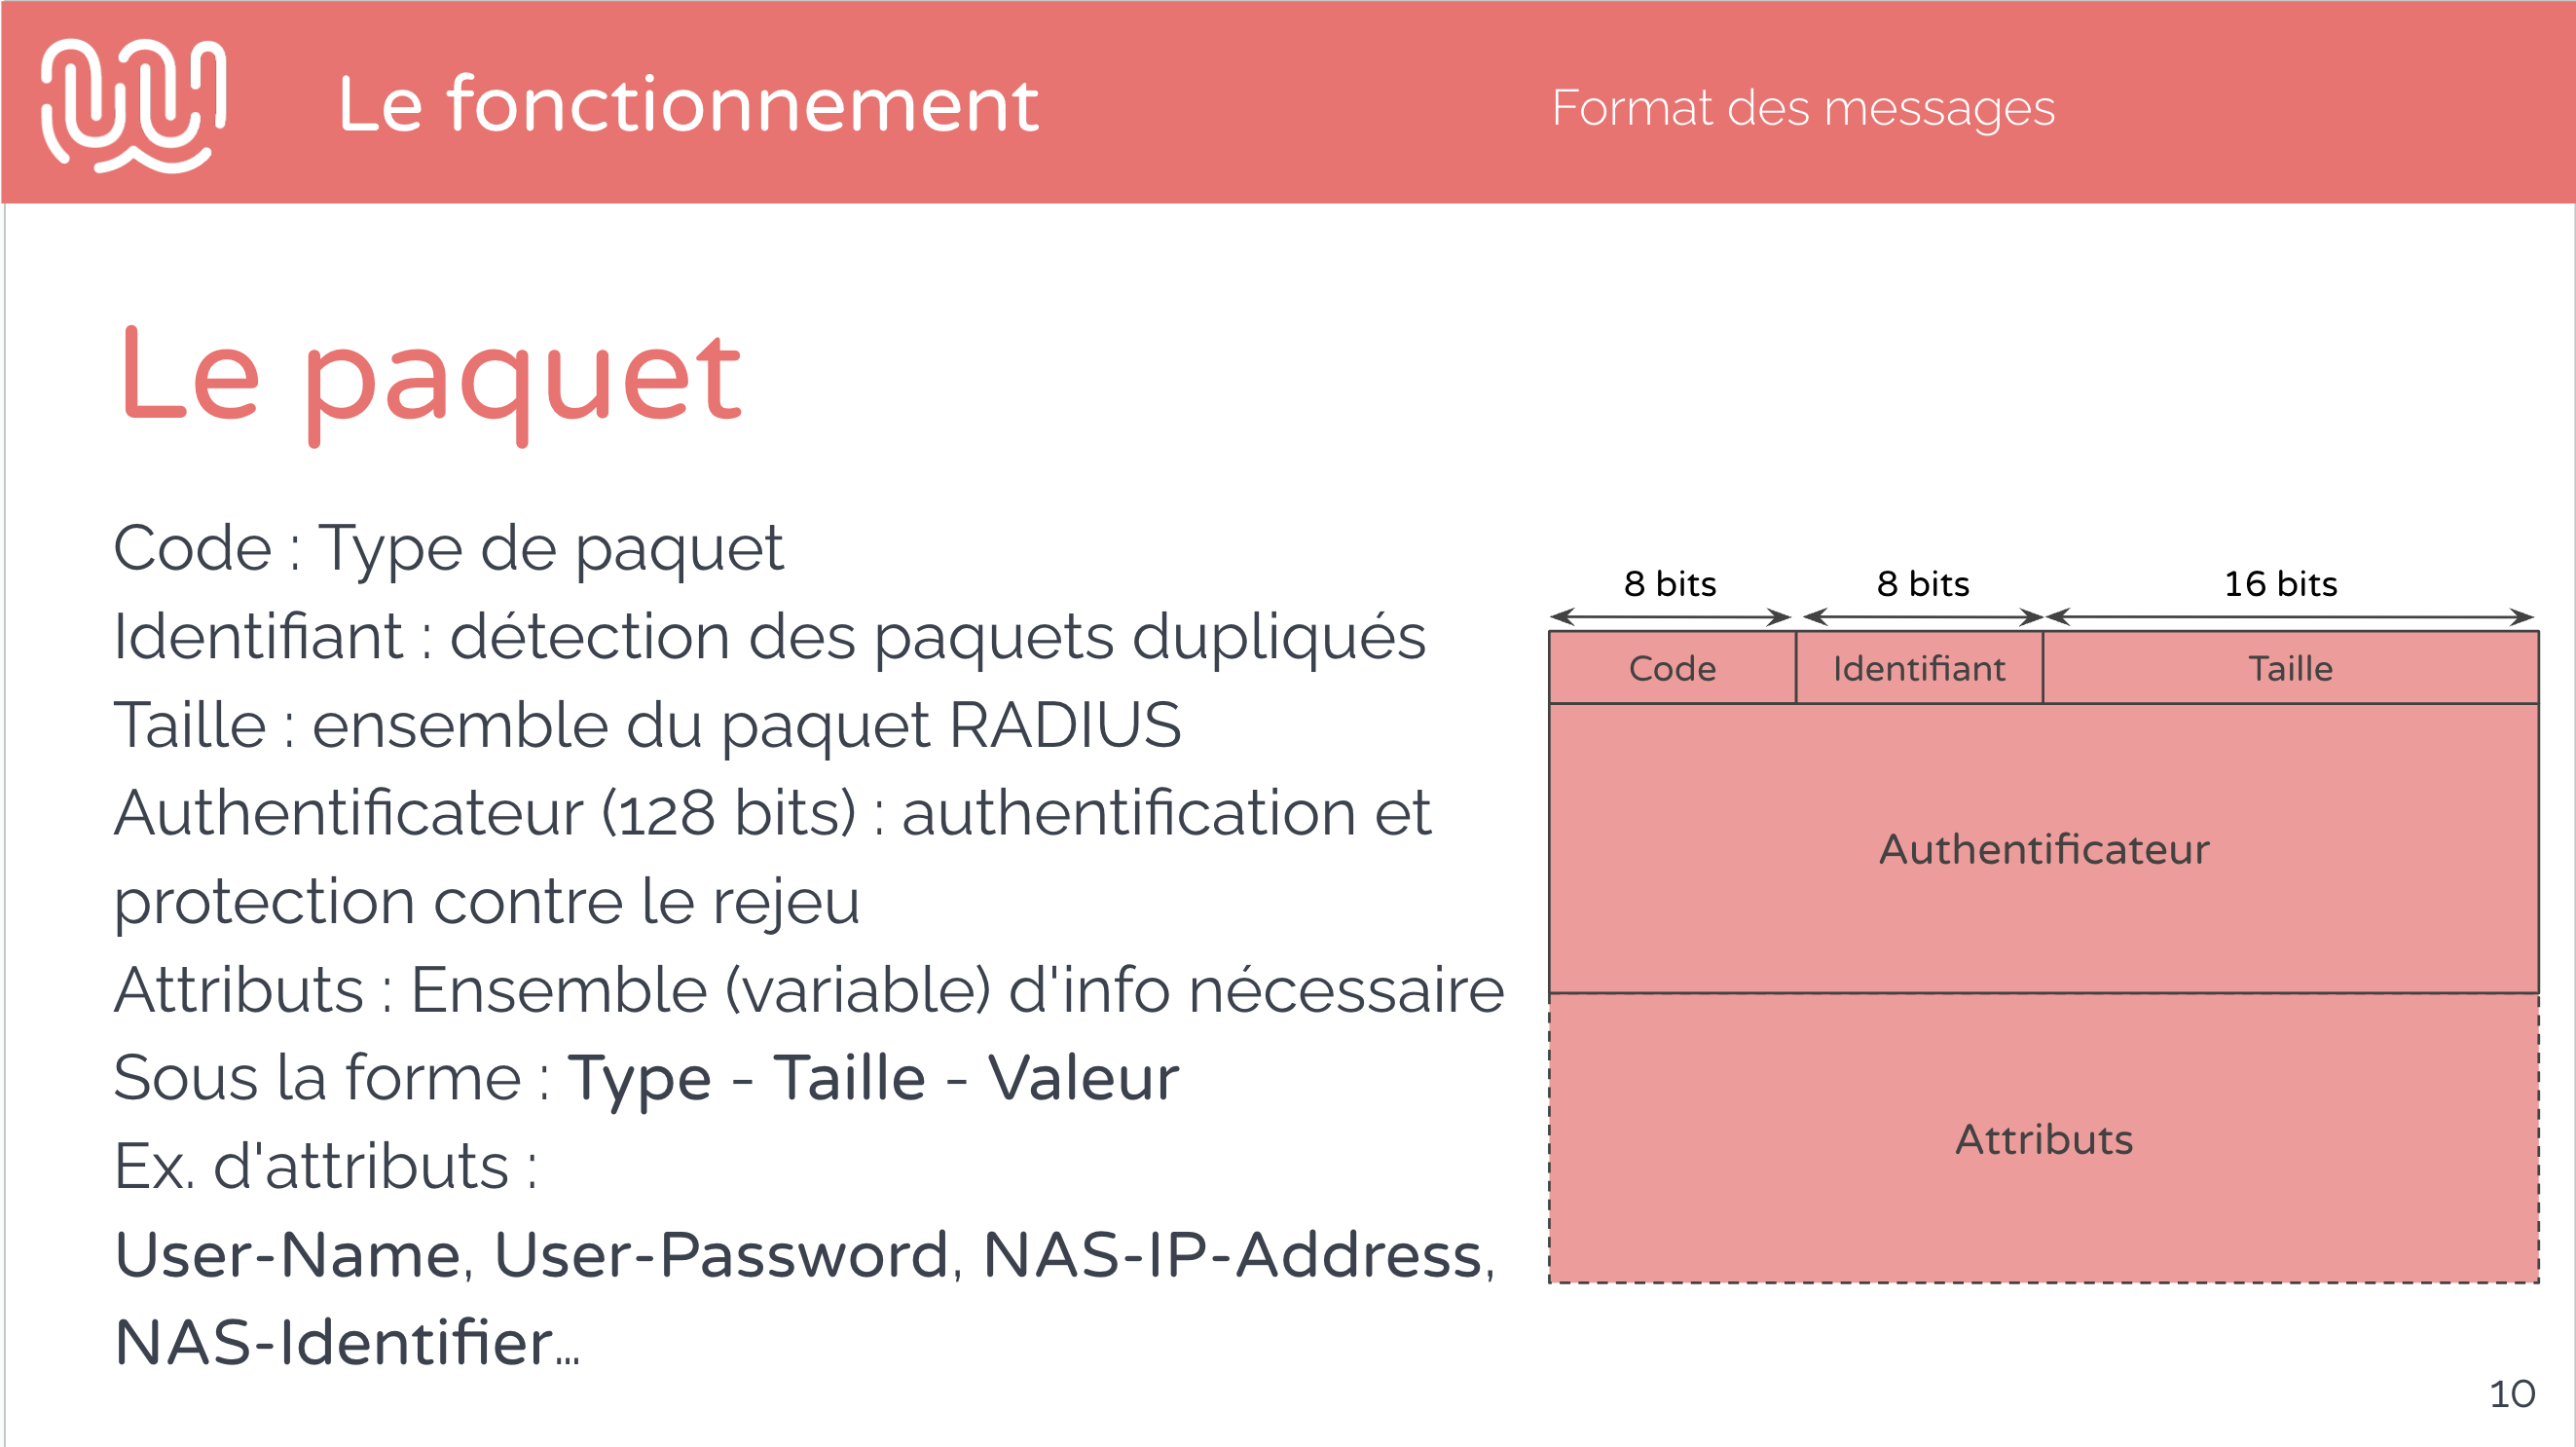 Le fonctionnement
Format des messages
Le paquet
Code : Type de paquet
Identifiant : détection des paquets dupliqués
Taille : ensemble du paquet RADIUS
Authentificateur (128 bits) : authentification et
protection contre le rejeu
Attributs : Ensemble (variable) d'info nécessaire
Sous la forme : Type - Taille - Valeur
Ex. d'attributs :
User-Name, User-Password, NAS-IP-Address,
NAS-Identifier...
8 bits
8 bits
16 bits
Code
Identifiant
Taille
Authentificateur
Attributs
10